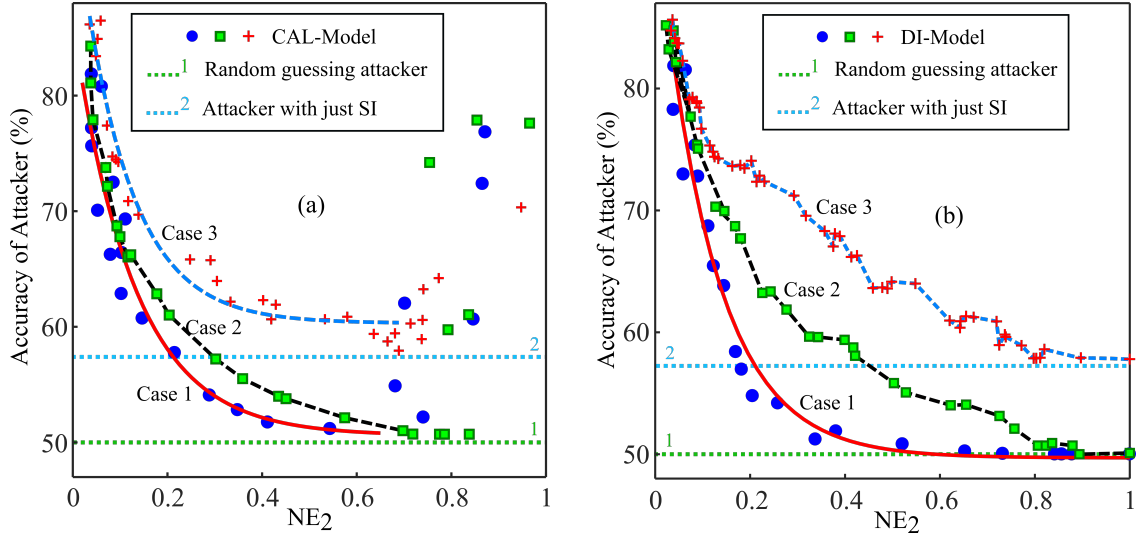 80
70
60
50
0
0.2
0.4
0.6
0.8
1
Accuracy of Attacker (%)
NE2
CAL-Model
1 Random guessing attacker
2 Attacker with just SI
(a)
Case 3
Case 2
Case 1
2
1
80
70
60
50
0
0.2
0.4
0.6
0.8
1
Accuracy of Attacker (%)
NE2
DI-Model
1 Random guessing attacker
2 Attacker with just SI
(b)
Case 3
Case 2
Case 1
2
1